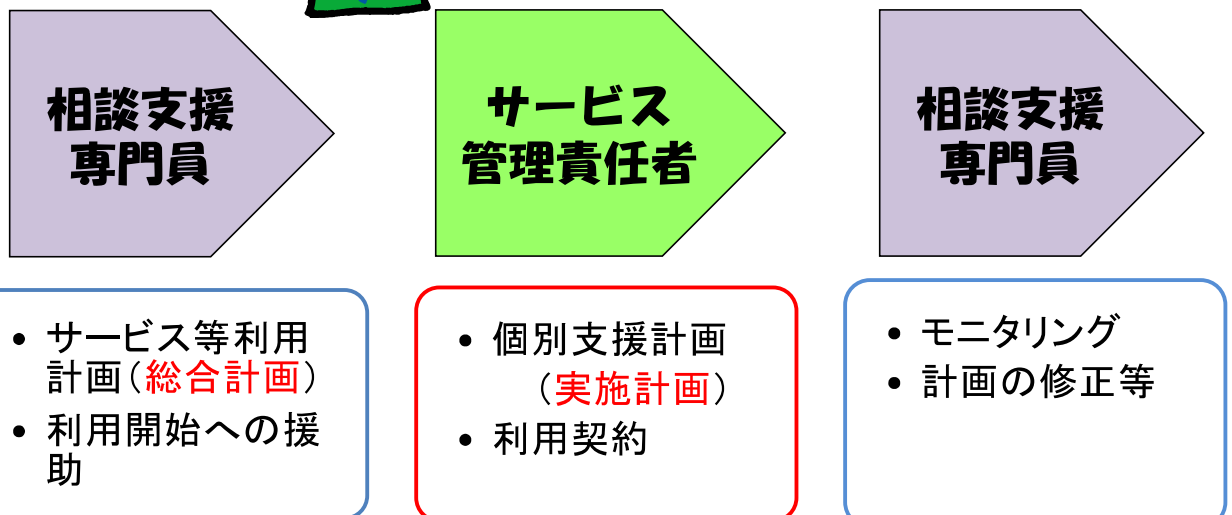 相談支援
専門員
サービス
管理責任者
相談支援
専門員
• サービス等利用
計画（総合計画）
• 利用開始への援
助
• 個別支援計画
（実施計画）
• 利用契約
• モニタリング
• 計画の修正等